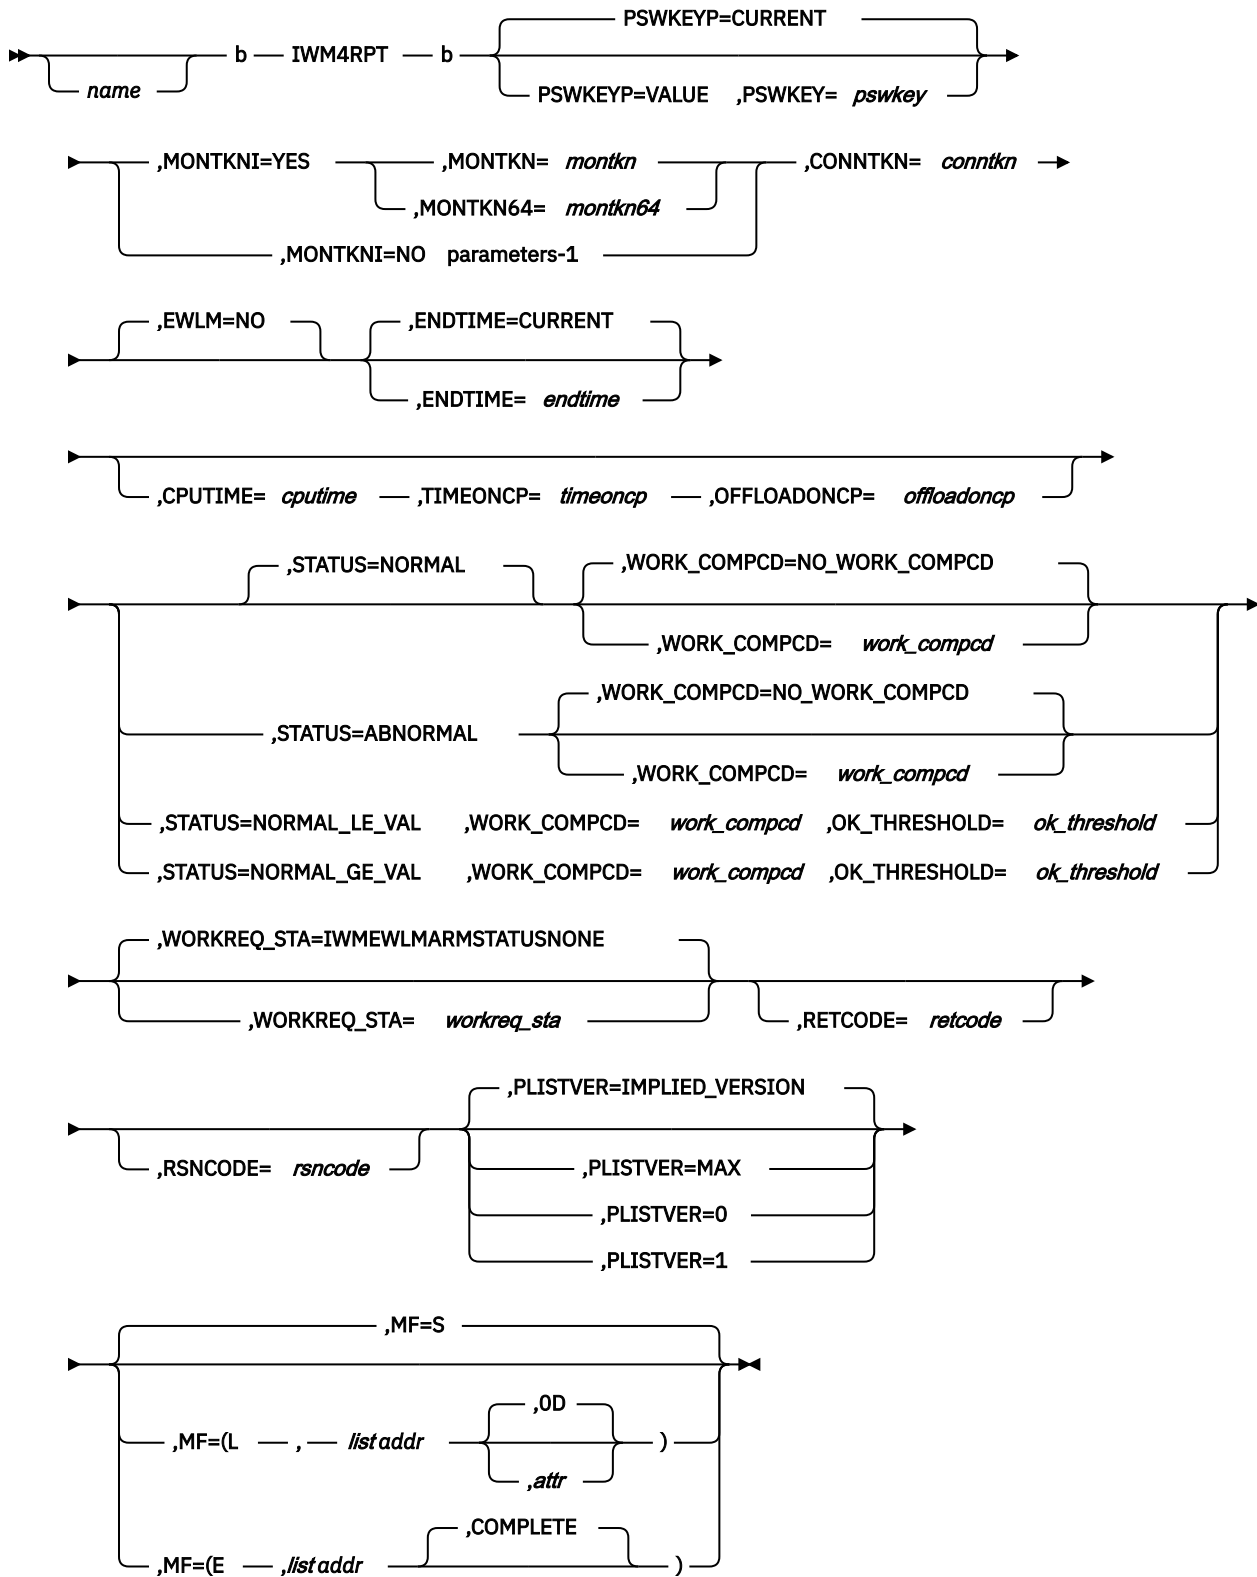 PSWKEYP=CURRENT
b IWM4RPT b
name
PSWKEYP=VALUE ,PSWKEY= pswkey
,MONTKNI=YES ,MONTKN= montkn ,CONNTKN= conntkn
,MONTKN64= montkn64
,MONTKNI=NO parameters-1
,EWLM=NO ,ENDTIME=CURRENT
,ENDTIME= endtime
,CPUTIME= cputime ,TIMEONCP= timeoncp ,OFFLOADONCP= offloadoncp
,STATUS=NORMAL ,WORK_COMPCD=NO_WORK_COMPCD
,WORK_COMPCD= work_compcd
,WORK_COMPCD=NO_WORK_COMPCD
,STATUS=ABNORMAL
,WORK_COMPCD= work_compcd
,STATUS=NORMAL_LE_VAL ,WORK_COMPCD= work_compcd ,OK_THRESHOLD= ok_threshold
,STATUS=NORMAL_GE_VAL ,WORK_COMPCD= work_compcd ,OK_THRESHOLD= ok_threshold
,WORKREQ_STA=IWMEWLMARMSTATUSNONE
,WORKREQ_STA= workreq_sta ,RETCODE= retcode
,PLISTVER=IMPLIED_VERSION
,RSNCODE= rsncode ,PLISTVER=MAX
,PLISTVER=0
,PLISTVER=1
,MF=S
,0D
,MF=(L , list addr )
,attr
,COMPLETE
,MF=(E ,list addr )